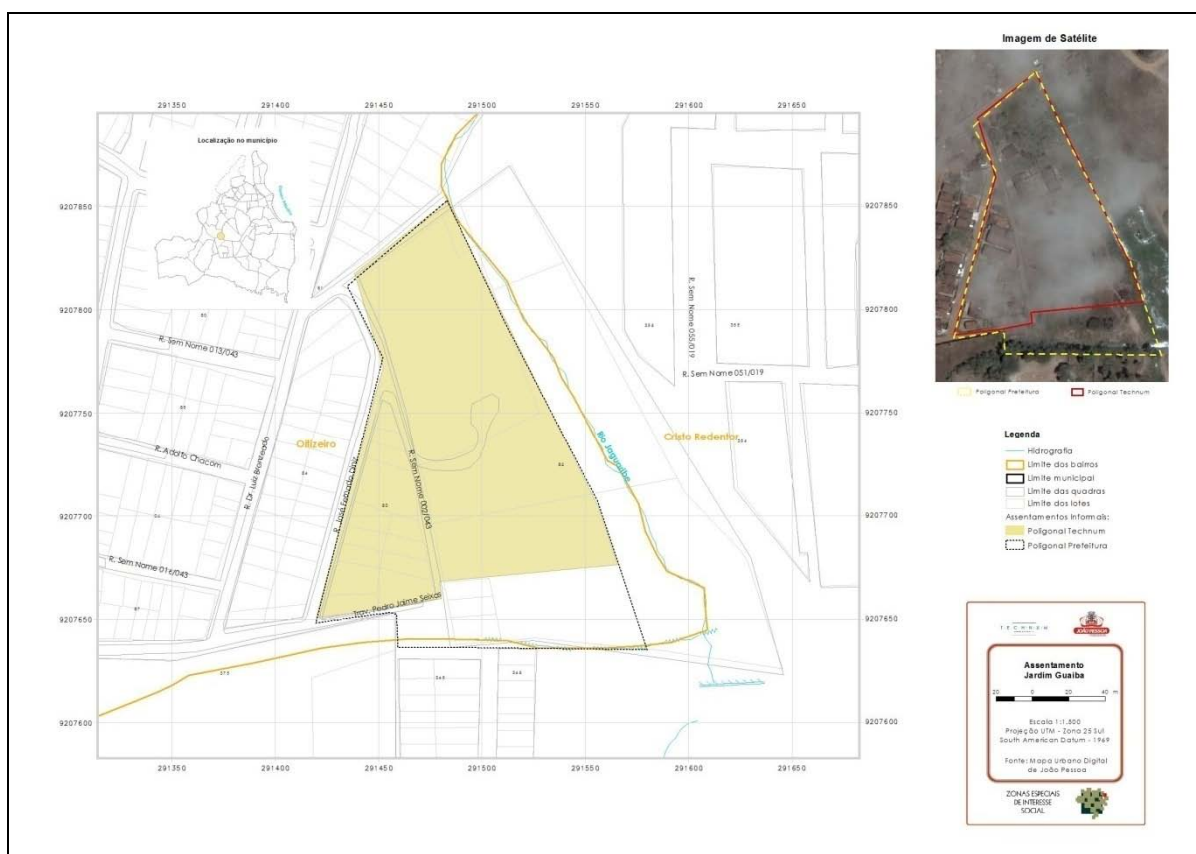 Imagem de Satélite
Poligonal Prefeitura
Poligonal Technum
291350 291400 291450 291500 291550 291600 291650
Localização no município
9207850
9207850
9207800
9207800
9207750
9207750
9207700
9207700
9207650
9207650
9207600
9207600
R. Sem Nome 013/043
R. Adolfo Chacom
R. Sem Nome 016/043
R. Dr. Luiz Bronzeado
Oitizeiro
R. Sem Nome 002/043
Trav. Pedro Jaime Seixas
Rio Jaguaribe
Cristo Redentor
R. Sem Nome 055/019
R. Sem Nome 051/019
291350 291400 291450 291500 291550 291600 291650
Legenda
Hidrografia
Limite dos bairros
Limite municipal
Limite das quadras
Limite dos lotes
Assentamentos Informais:
Poligonal Technum
Poligonal Prefeitura
TECHNUM
JOÃO PESSOA
Assentamento
Jardim Guaiba
20 0 20 40 m
Escala 1:1.800
Projeção UTM - Zona 25 Sul
South American Datum - 1969
Fonte: Mapa Urbano Digital
de João Pessoa
ZONAS ESPECIAIS
DE INTERESSE
SOCIAL